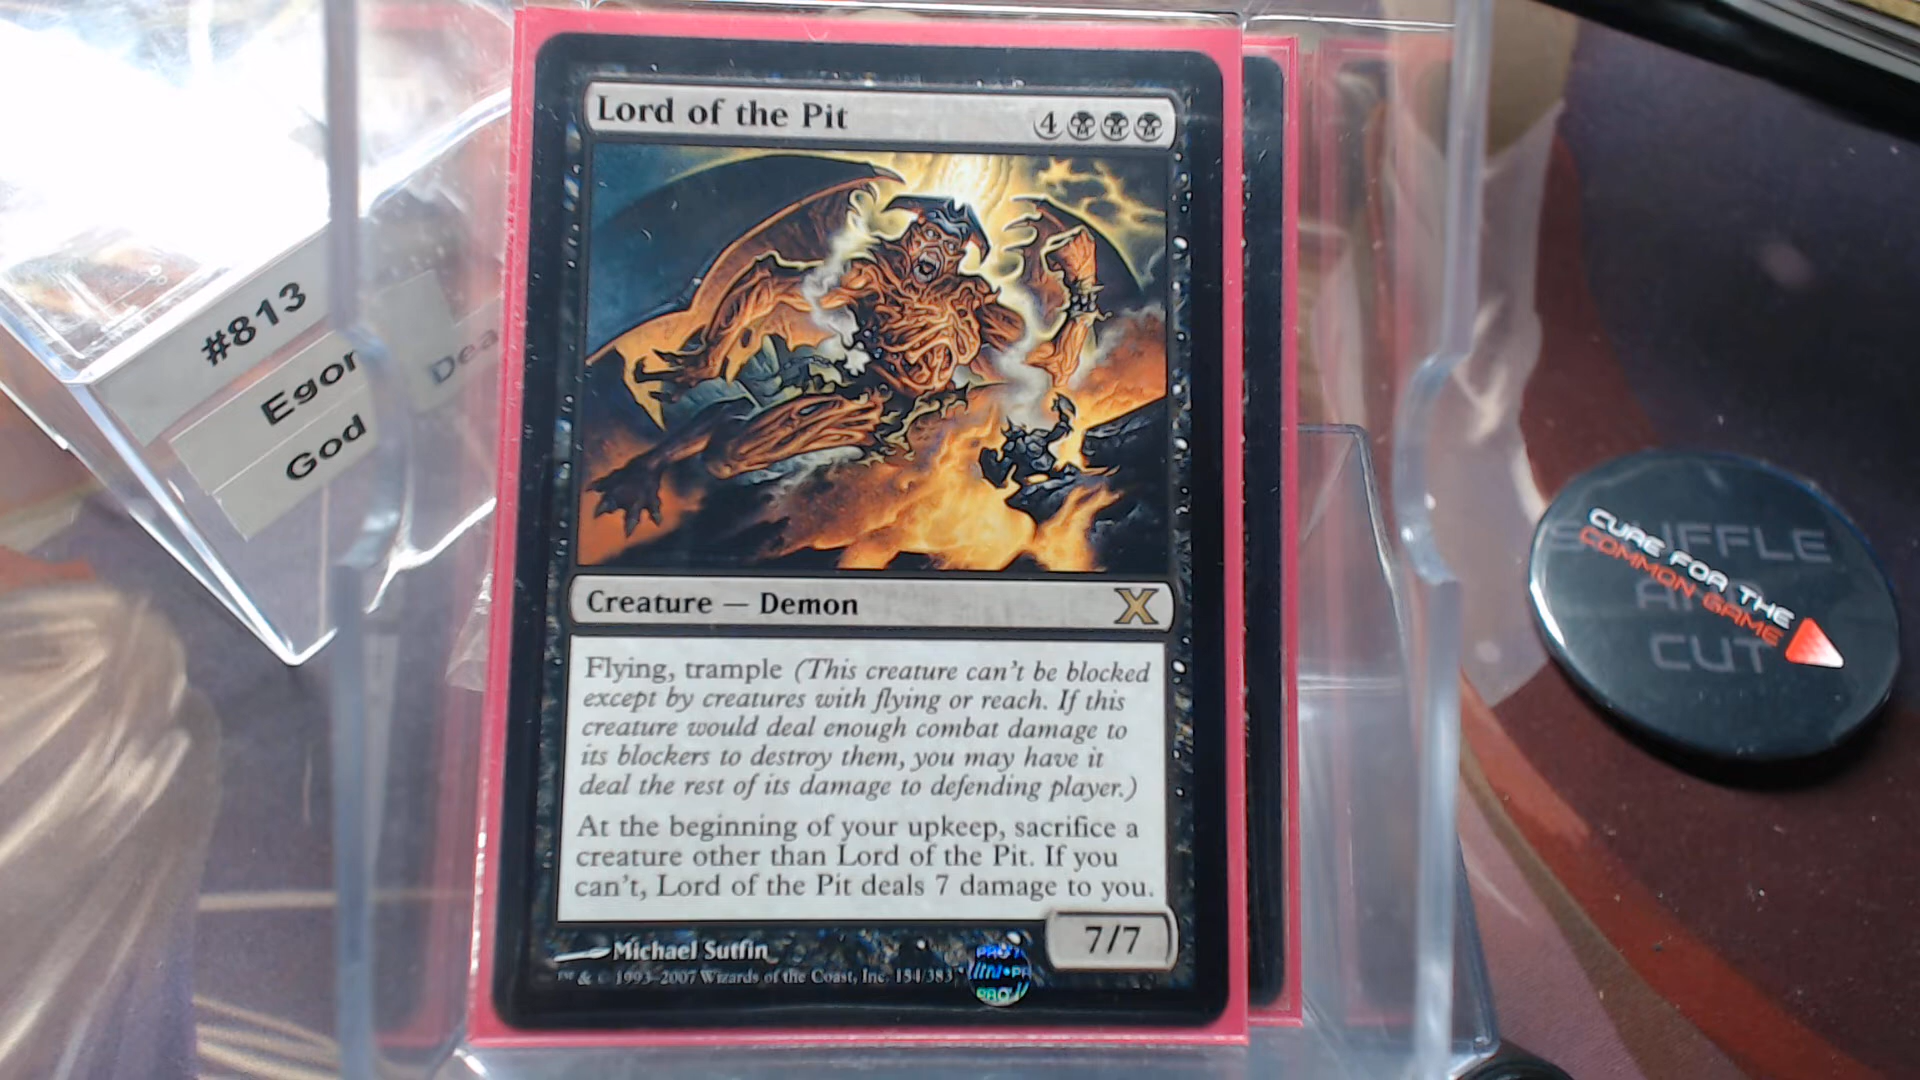 Lord of the Pit 4
Creature — Demon
Flying, trample (This creature can't be blocked
except by creatures with flying or reach. If this
creature would deal enough combat damage to
its blockers to destroy them, you may have it
deal the rest of its damage to defending player.)
At the beginning of your upkeep, sacrifice a
creature other than Lord of the Pit. If you
can't, Lord of the Pit deals 7 damage to you.
7/7
Michael Sutfin
™ & © 1993–2007 Wizards of the Coast, Inc. 154/383
#813
Egor
God
Dea
CURE FOR THE
COMMON GAME
SHUFFLE
AND
CUT